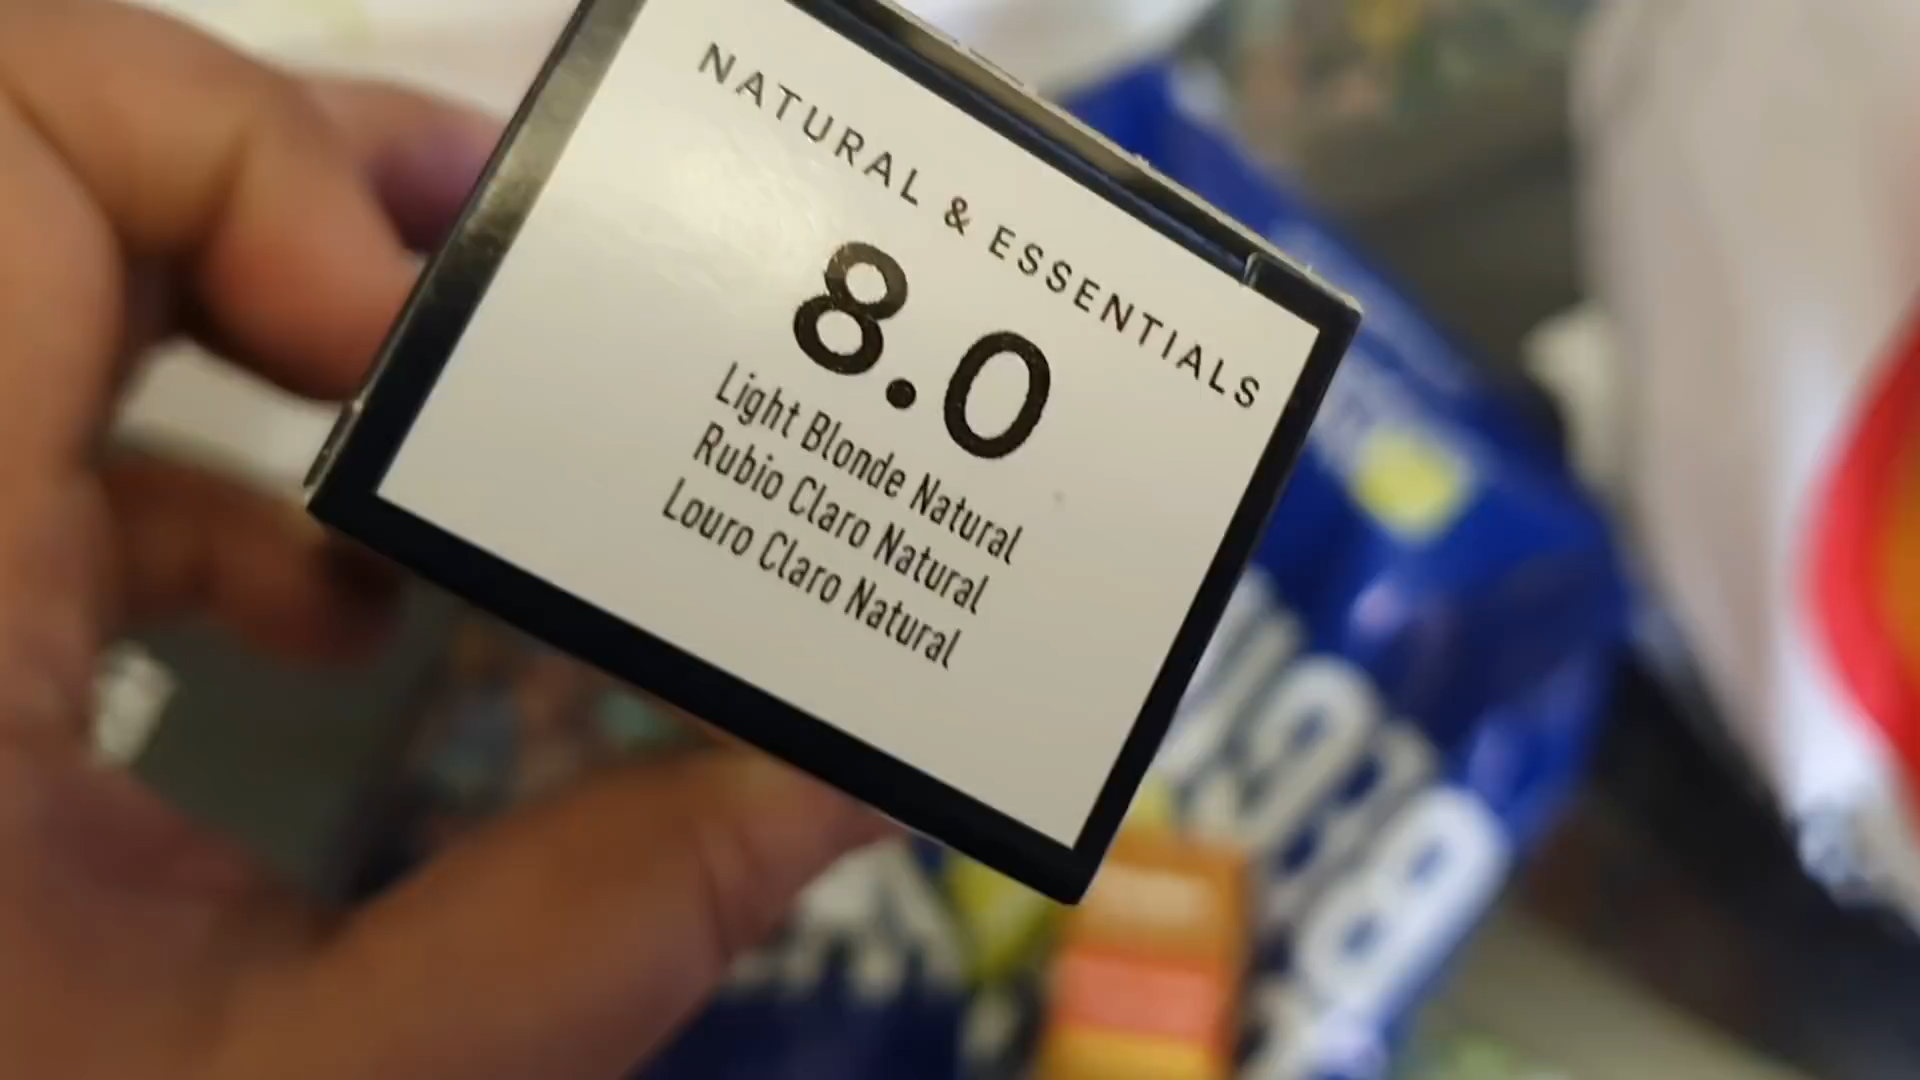 NATURAL & ESSENTIALS
8.0
Light Blonde Natural
Rubio Claro Natural
Louro Claro Natural